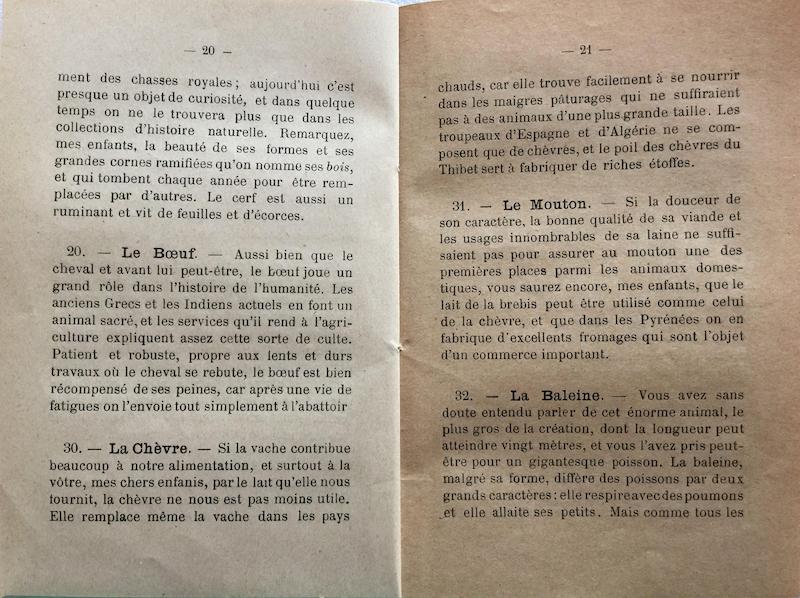 — 20 —
ment des chasses royales ; aujourd'hui c'est
presque un objet de curiosité, et dans quelque
temps on ne le trouvera plus que dans les
collections d'histoire naturelle. Remarquez,
mes enfants, la beauté de ses formes et ses
grandes cornes ramifiées qu'on nomme ses bois,
et qui tombent chaque année pour être rem-
placées par d'autres. Le cerf est aussi un
ruminant et vit de feuilles et d'écorces.
20. — Le Bœuf. — Aussi bien que le
cheval et avant lui peut-être, le bœuf joue un
grand rôle dans l'histoire de l'humanité. Les
anciens Grecs et les Indiens actuels en font un
animal sacré, et les services qu'il rend à l'agri-
culture expliquent assez cette sorte de culte.
Patient et robuste, propre aux lents et durs
travaux où le cheval se rebute, le bœuf est bien
récompensé de ses peines, car après une vie de
fatigues on l'envoie tout simplement à l'abattoir
30. — La Chèvre. — Si la vache contribue
beaucoup à notre alimentation, et surtout à la
vôtre, mes chers enfanis, par le lait qu'elle nous
fournit, la chèvre ne nous est pas moins utile.
Elle remplace même la vache dans les pays
— 21 —
chauds, car elle trouve facilement à se nourrir
dans les maigres pâturages qui ne suffiraient
pas à des animaux d'une plus grande taille. Les
troupeaux d'Espagne et d'Algérie ne se com-
posent que de chèvres, et le poil des chèvres du
Thibet sert à fabriquer de riches étoffes.
31. — Le Mouton. — Si la douceur de
son caractère, la bonne qualité de sa viande et
les usages innombrables de sa laine ne suffi-
saient pas pour assurer au mouton une des
premières places parmi les animaux domes-
tiques, vous saurez encore, mes enfants, que le
lait de la brebis peut être utilisé comme celui
de la chèvre, et que dans les Pyrénées on en
fabrique d'excellents fromages qui sont l'objet
d'un commerce important.
32. — La Baleine. — Vous avez sans
doute entendu parler de cet énorme animal, le
plus gros de la création, dont la longueur peut
atteindre vingt mètres, et vous l'avez pris peut-
être pour un gigantesque poisson. La baleine,
malgré sa forme, diffère des poissons par deux
grands caractères : elle respire avec des poumons
et elle allaite ses petits. Mais comme tous les